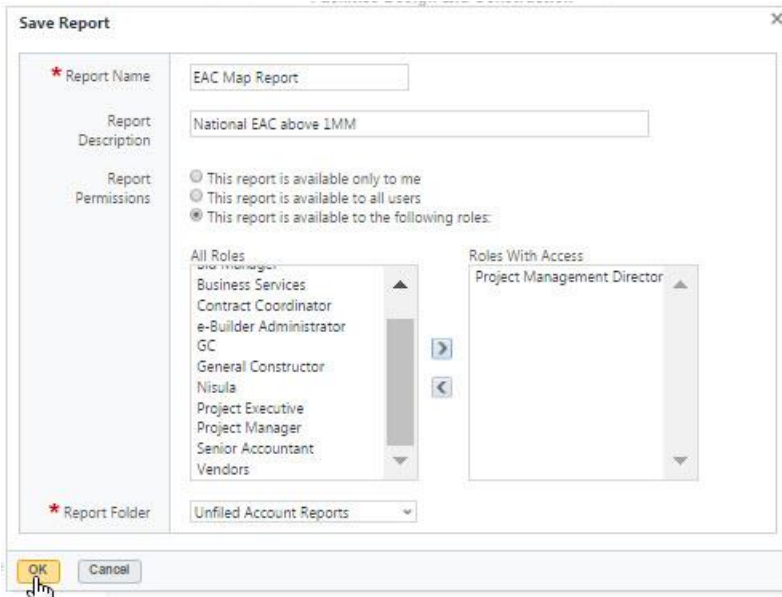 Save Report
* Report Name
EAC Map Report
Report
Description
National EAC above 1MM
Report
Permissions
This report is available only to me
This report is available to all users
This report is available to the following roles:
All Roles
Roles With Access
Business Services
Contract Coordinator
e-Builder Administrator
GC
General Constructor
Nisula
Project Executive
Project Manager
Senior Accountant
Vendors
Project Management Director
* Report Folder
Unfiled Account Reports
OK
Cancel